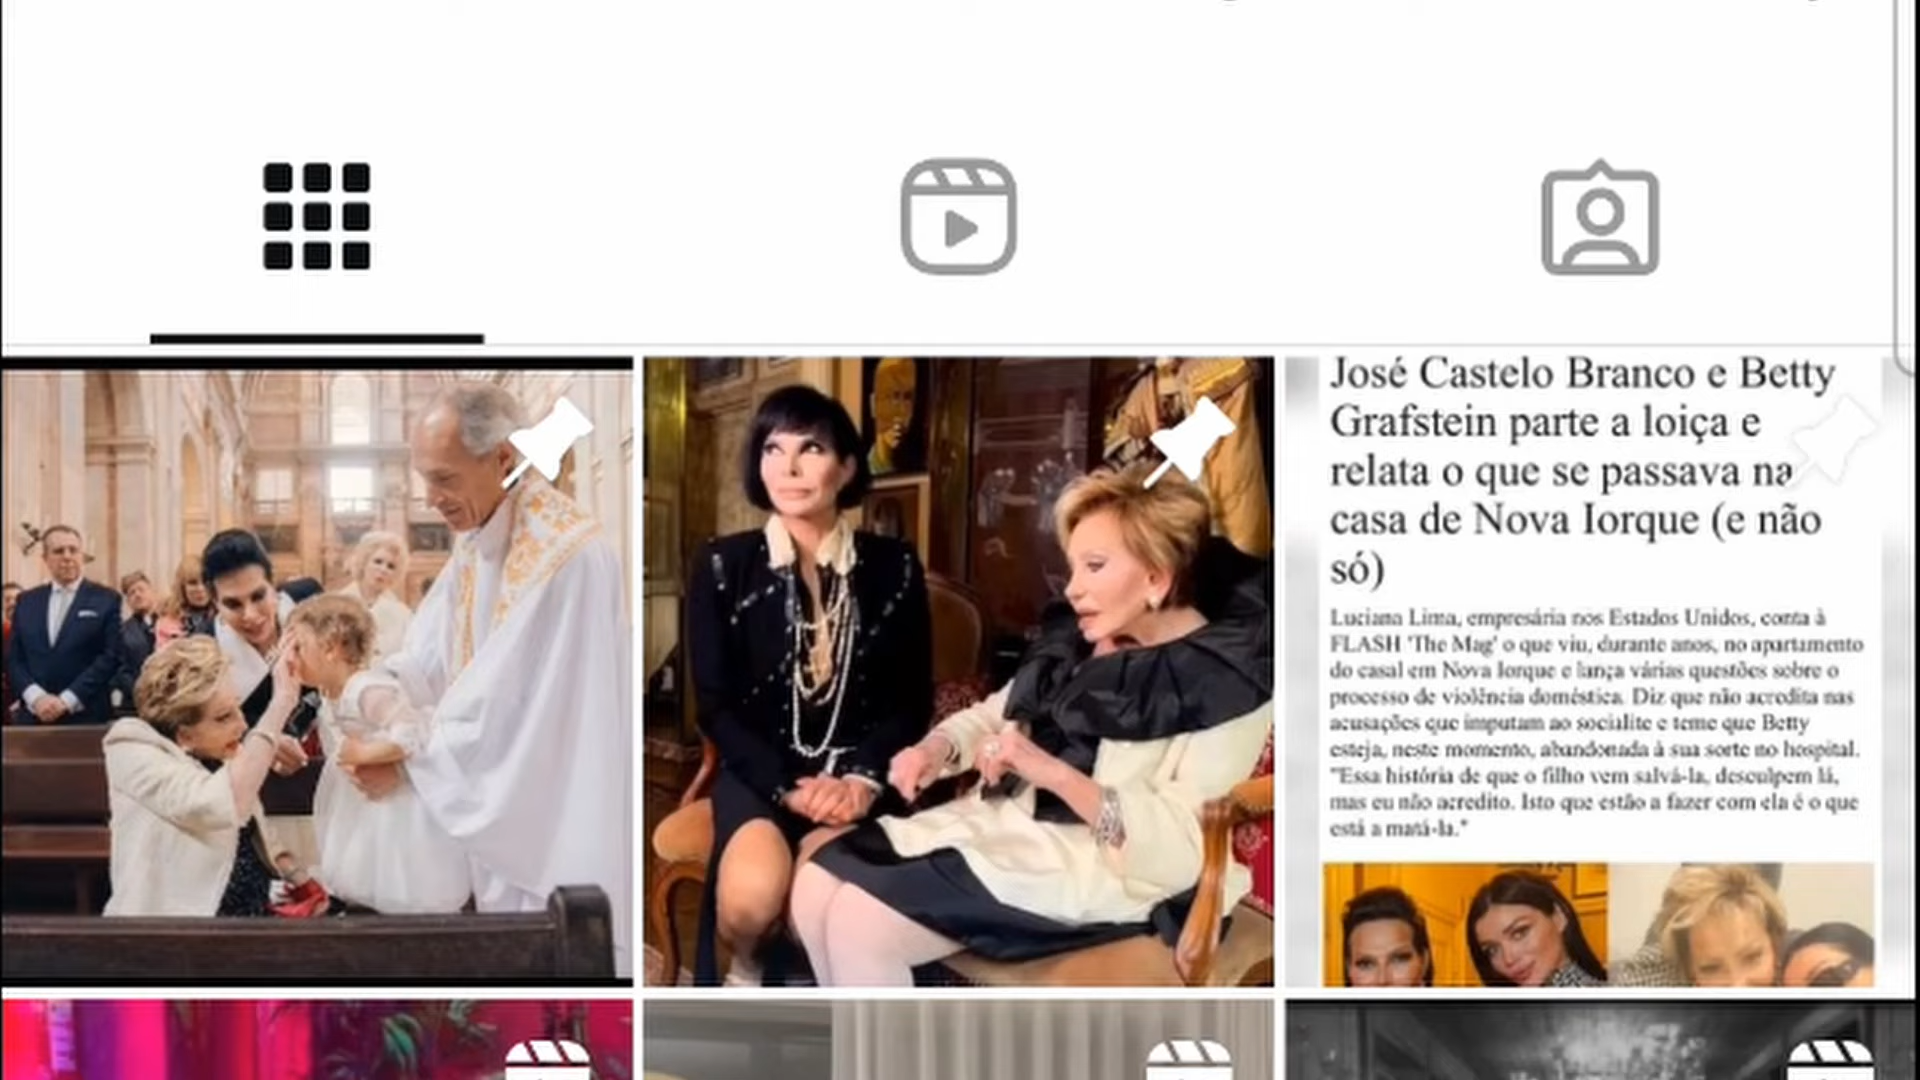 José Castelo Branco e Betty
Grafstein parte a loiça e
relata o que se passava na
casa de Nova Iorque (e não
só)
Luciana Lima, empresária nos Estados Unidos, conta à
FLASH 'The Mag' o que viu, durante anos, no apartamento
do casal em Nova Iorque e lança várias questões sobre o
processo de violência doméstica. Diz que não acredita nas
acusações que imputam ao socialite e teme que Betty
esteja, neste momento, abandonada à sua sorte no hospital.
"Essa história de que o filho vem salvá-la, desculpem lá,
mas eu não acredito. Isto que estão a fazer com ela é o que
está a matá-la."